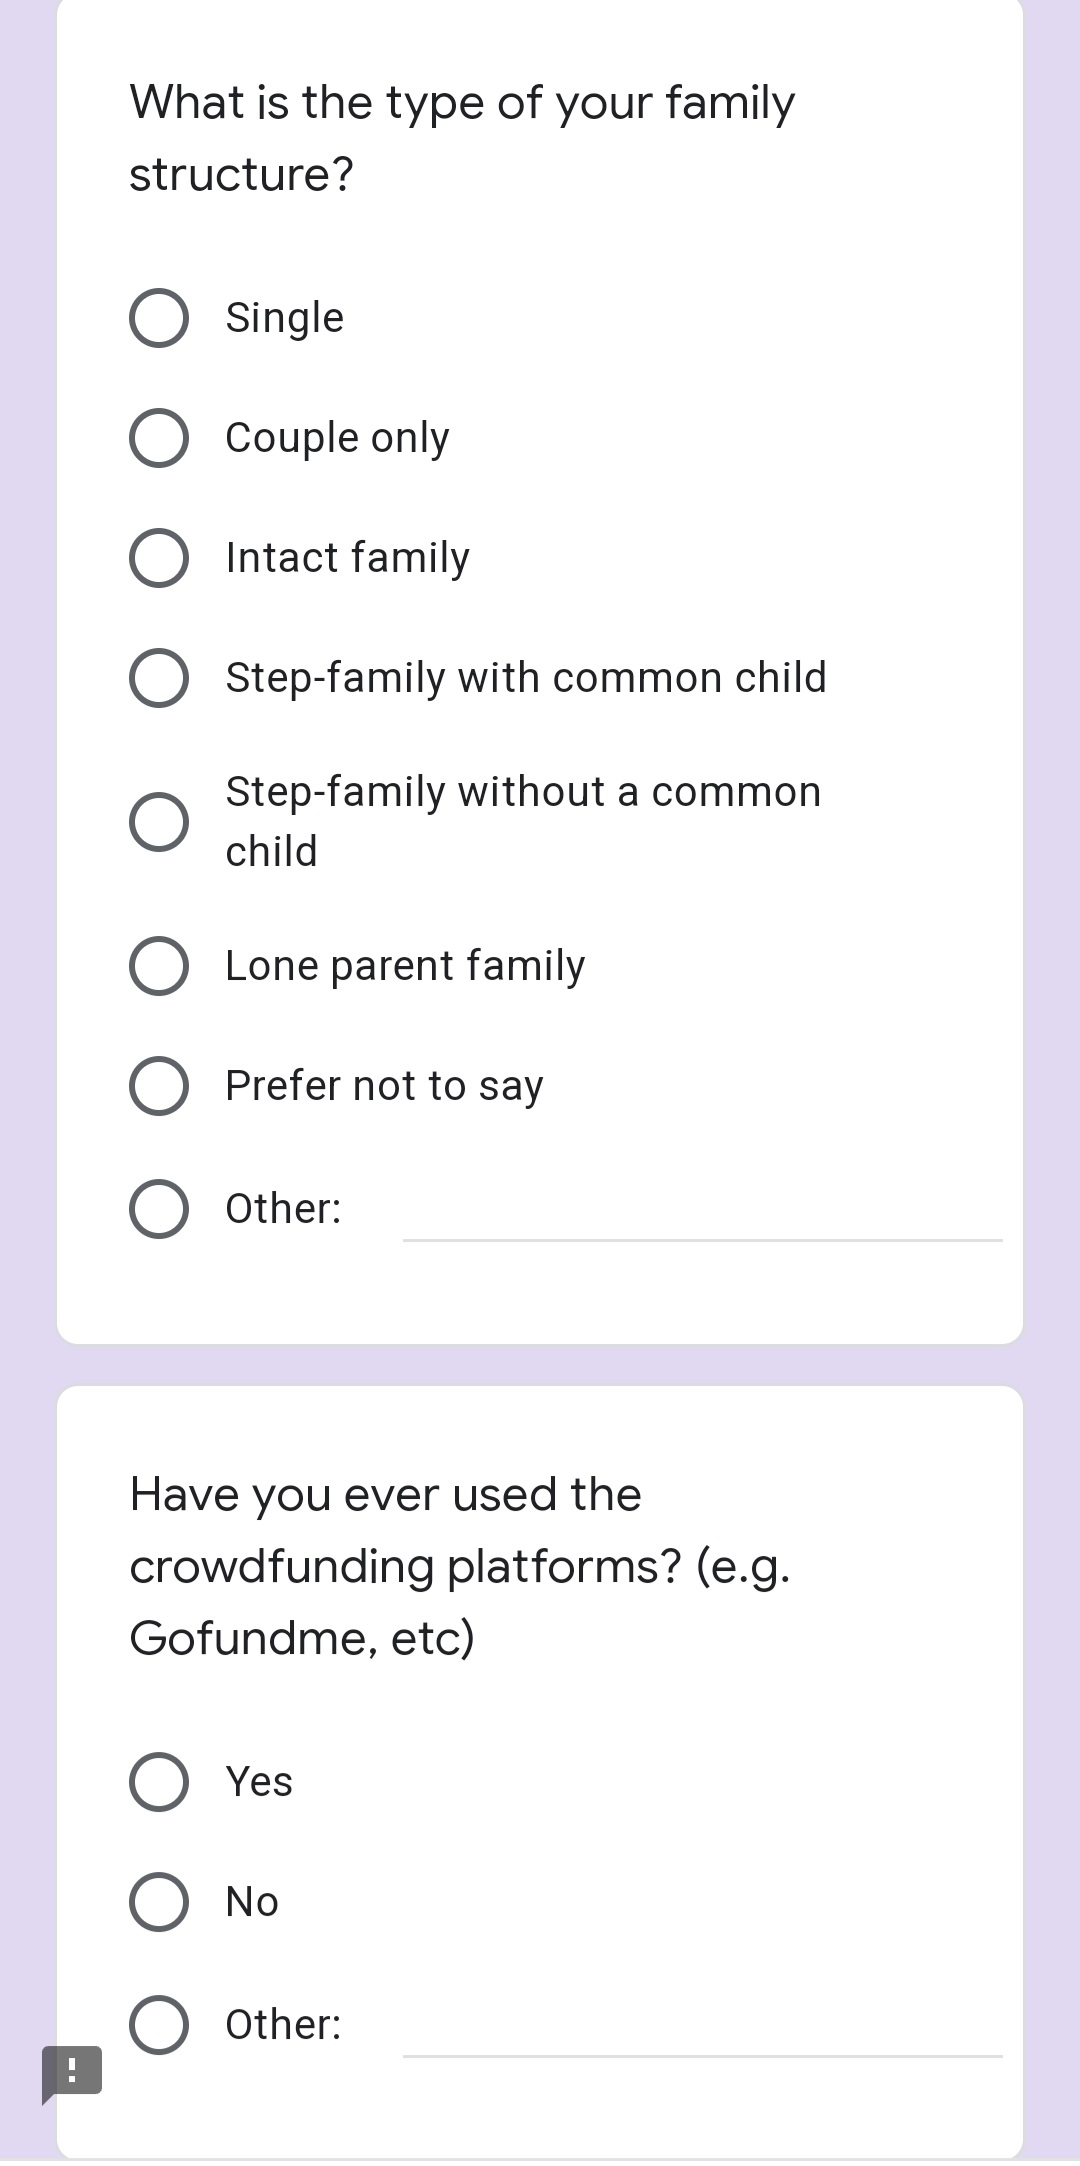 What is the type of your family
structure?
Single
Couple only
Intact family
Step-family with common child
Step-family without a common
child
Lone parent family
Prefer not to say
Other:
Have you ever used the
crowdfunding platforms? (e.g.
Gofundme, etc)
Yes
No
Other:
!